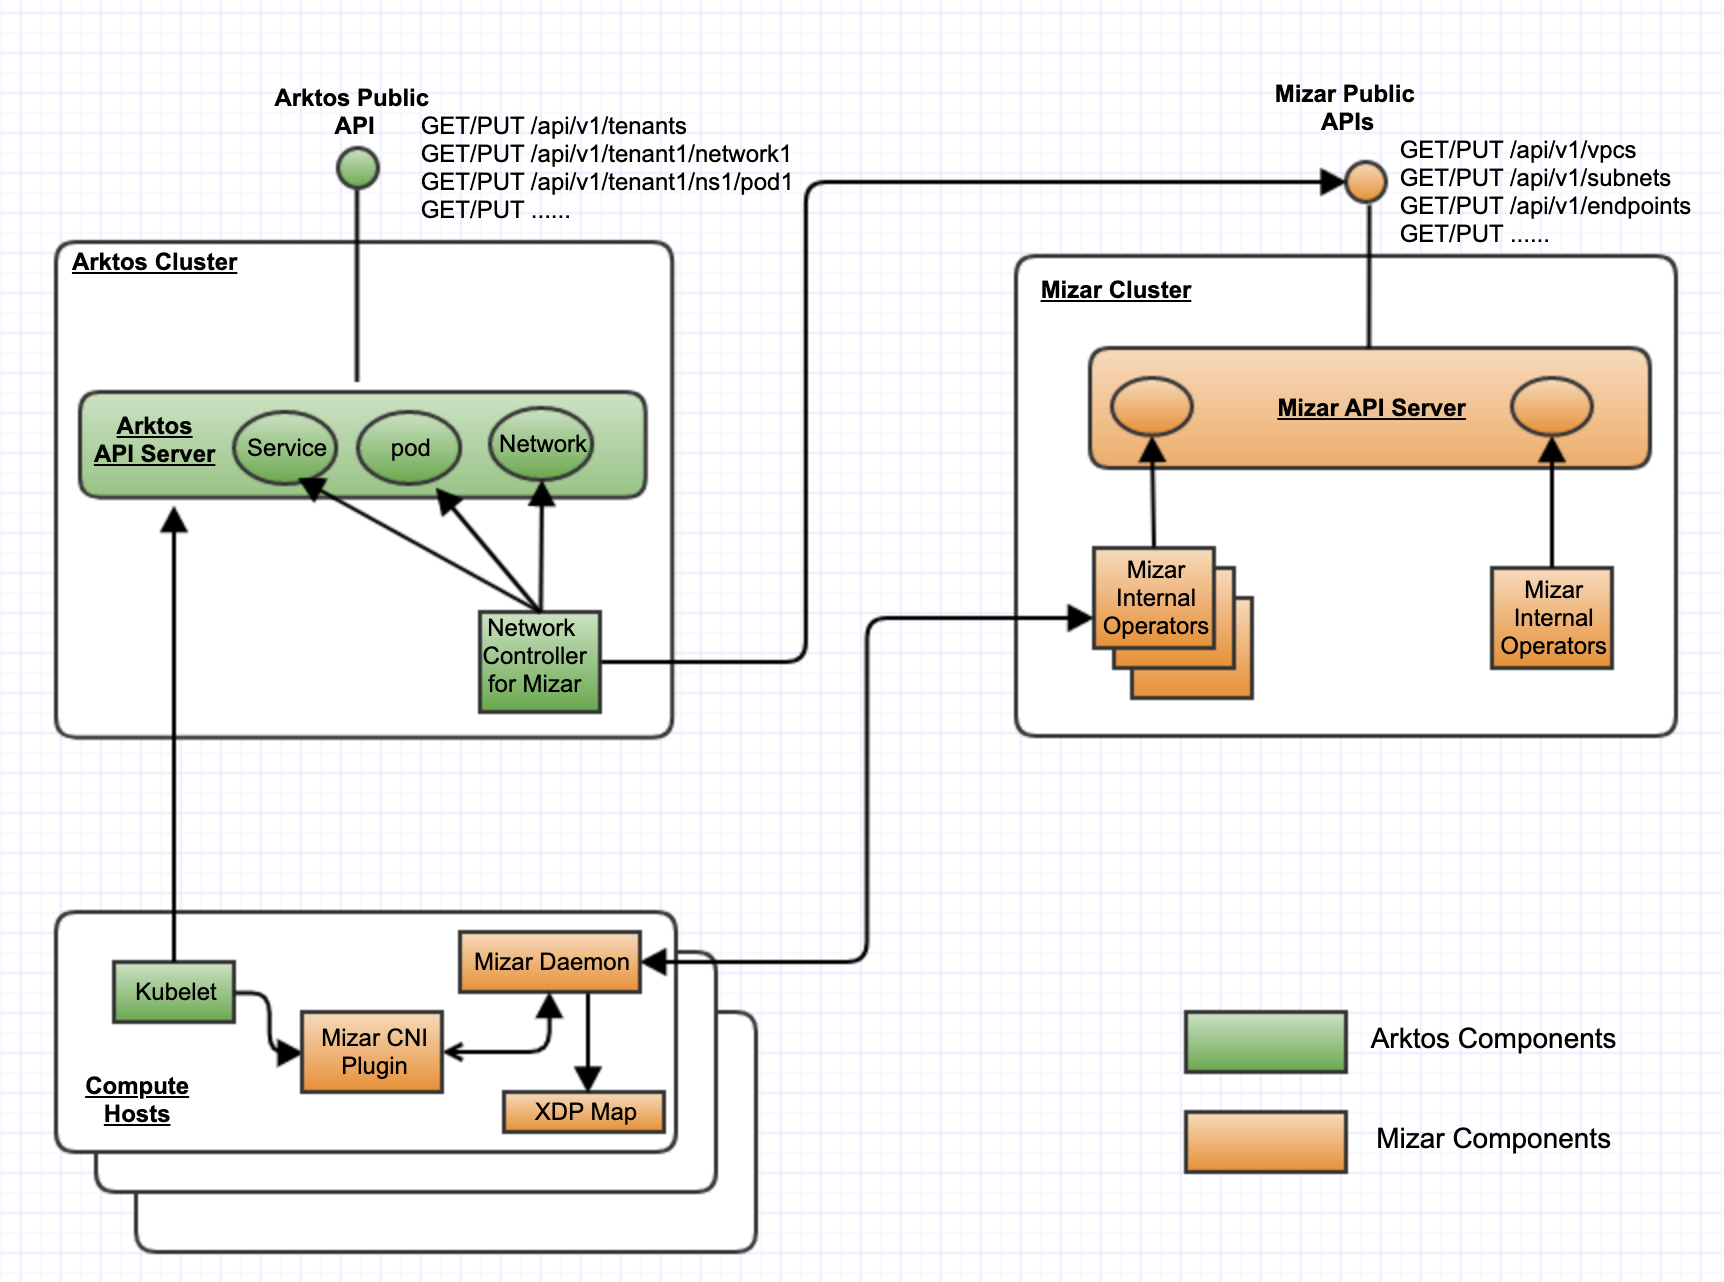 Arktos Public
API
GET/PUT /api/v1/tenants
GET/PUT /api/v1/tenant1/network1
GET/PUT /api/v1/tenant1/ns1/pod1
GET/PUT ......
Mizar Public
APIs
GET/PUT /api/v1/vpcs
GET/PUT /api/v1/subnets
GET/PUT /api/v1/endpoints
GET/PUT ......
Arktos Cluster
Arktos
API Server
Service
pod
Network
Network
Controller
for Mizar
Mizar Cluster
Mizar API Server
Mizar
Internal
Operators
Mizar
Internal
Operators
Kubelet
Mizar Daemon
Mizar CNI
Plugin
XDP Map
Compute
Hosts
Arktos Components
Mizar Components